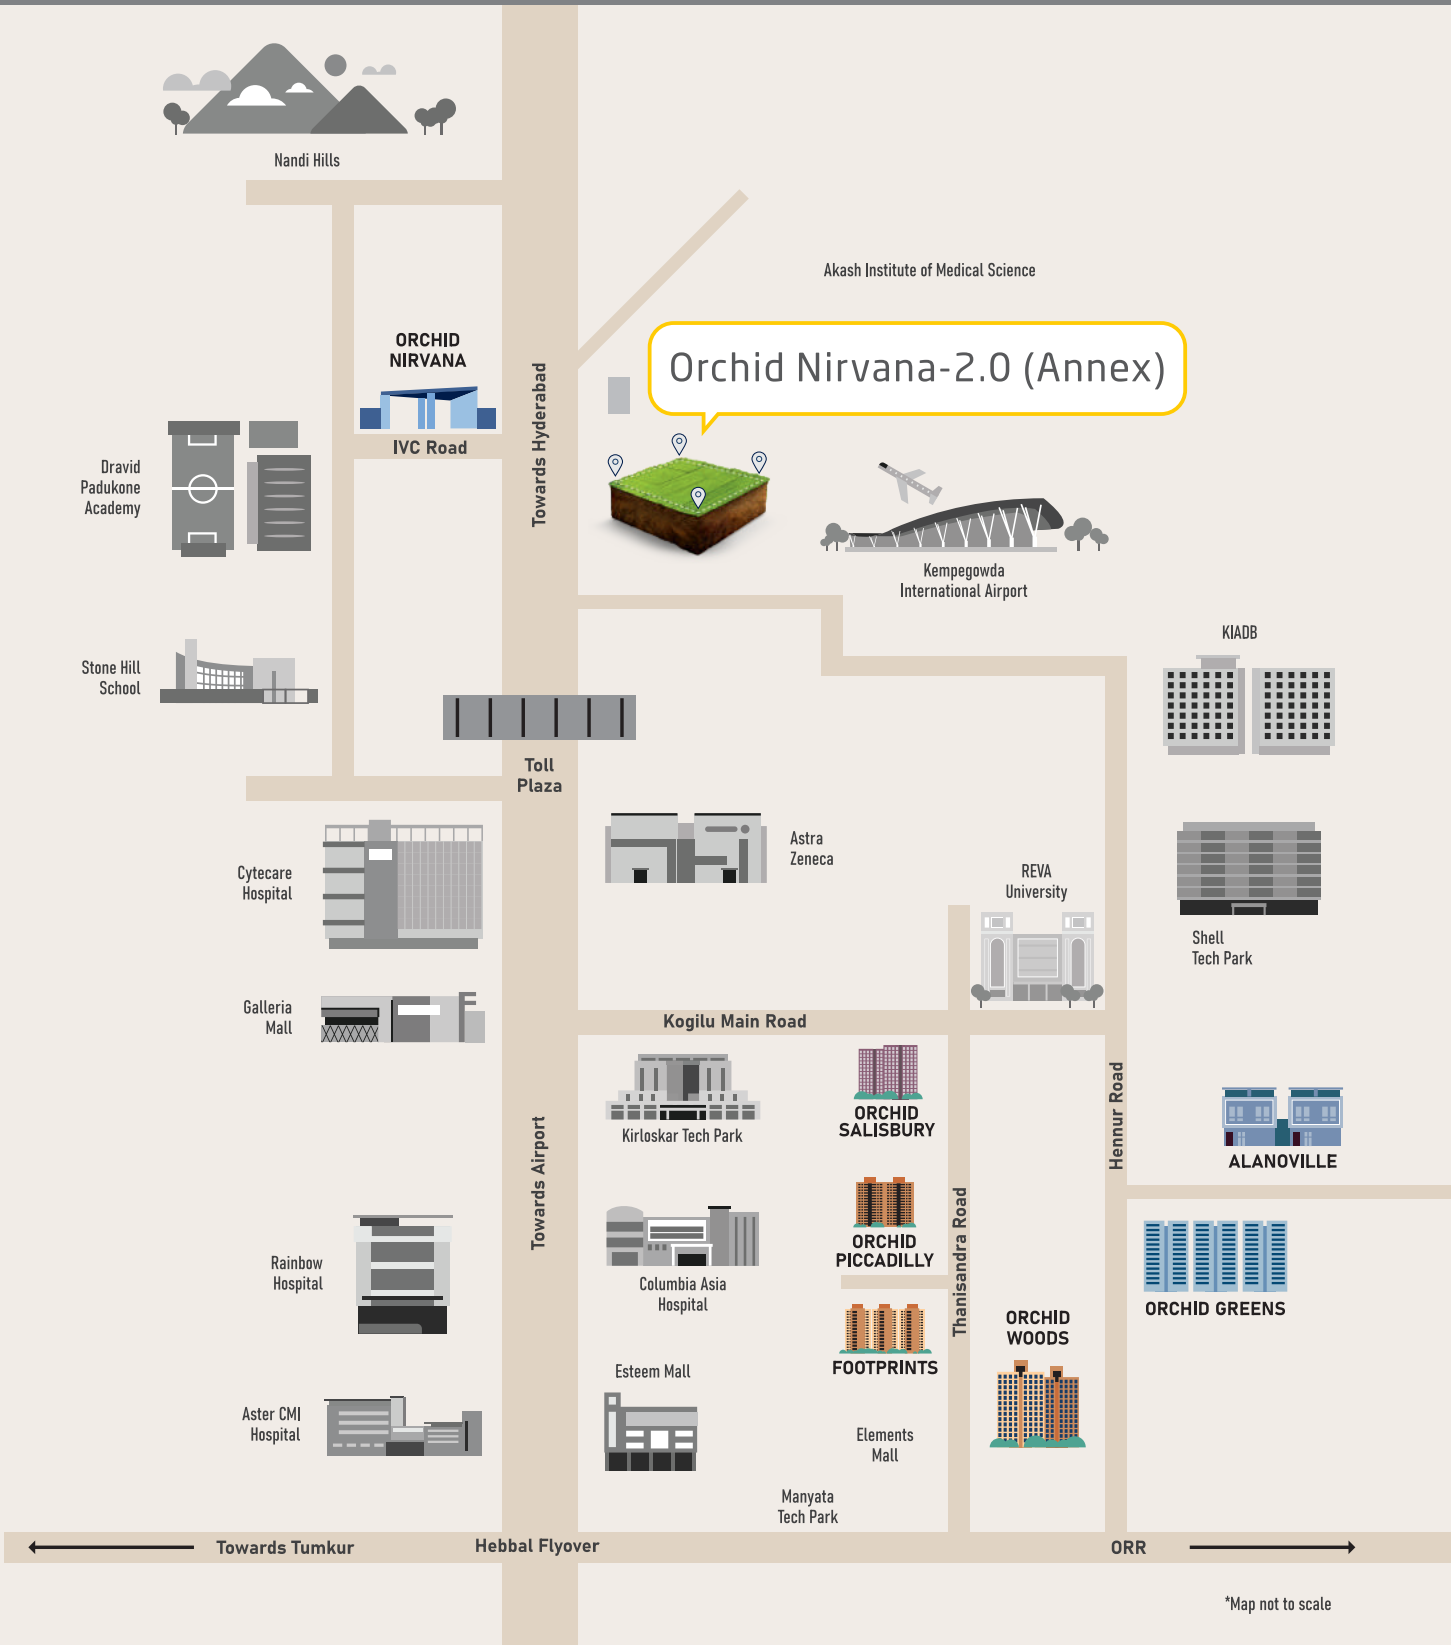 Nandi Hills
Akash Institute of Medical Science
ORCHID
NIRVANA
Orchid Nirvana-2.0 (Annex)
Towards Hyderabad
IVC Road
Dravid
Padukone
Academy
Kempegowda
International Airport
KIADB
Stone Hill
School
Toll
Plaza
Astra
Zeneca
Cytecare
Hospital
REVA
University
Shell
Tech Park
Galleria
Mall
Kogilu Main Road
Hennur Road
Kirloskar Tech Park
ORCHID
SALISBURY
ALANOVILLE
Towards Airport
Thanisandra Road
ORCHID
PICCADILLY
Rainbow
Hospital
Columbia Asia
Hospital
ORCHID GREENS
ORCHID
WOODS
FOOTPRINTS
Esteem Mall
Aster CMI
Hospital
Elements
Mall
Manyata
Tech Park
Towards Tumkur
Hebbal Flyover
ORR
*Map not to scale